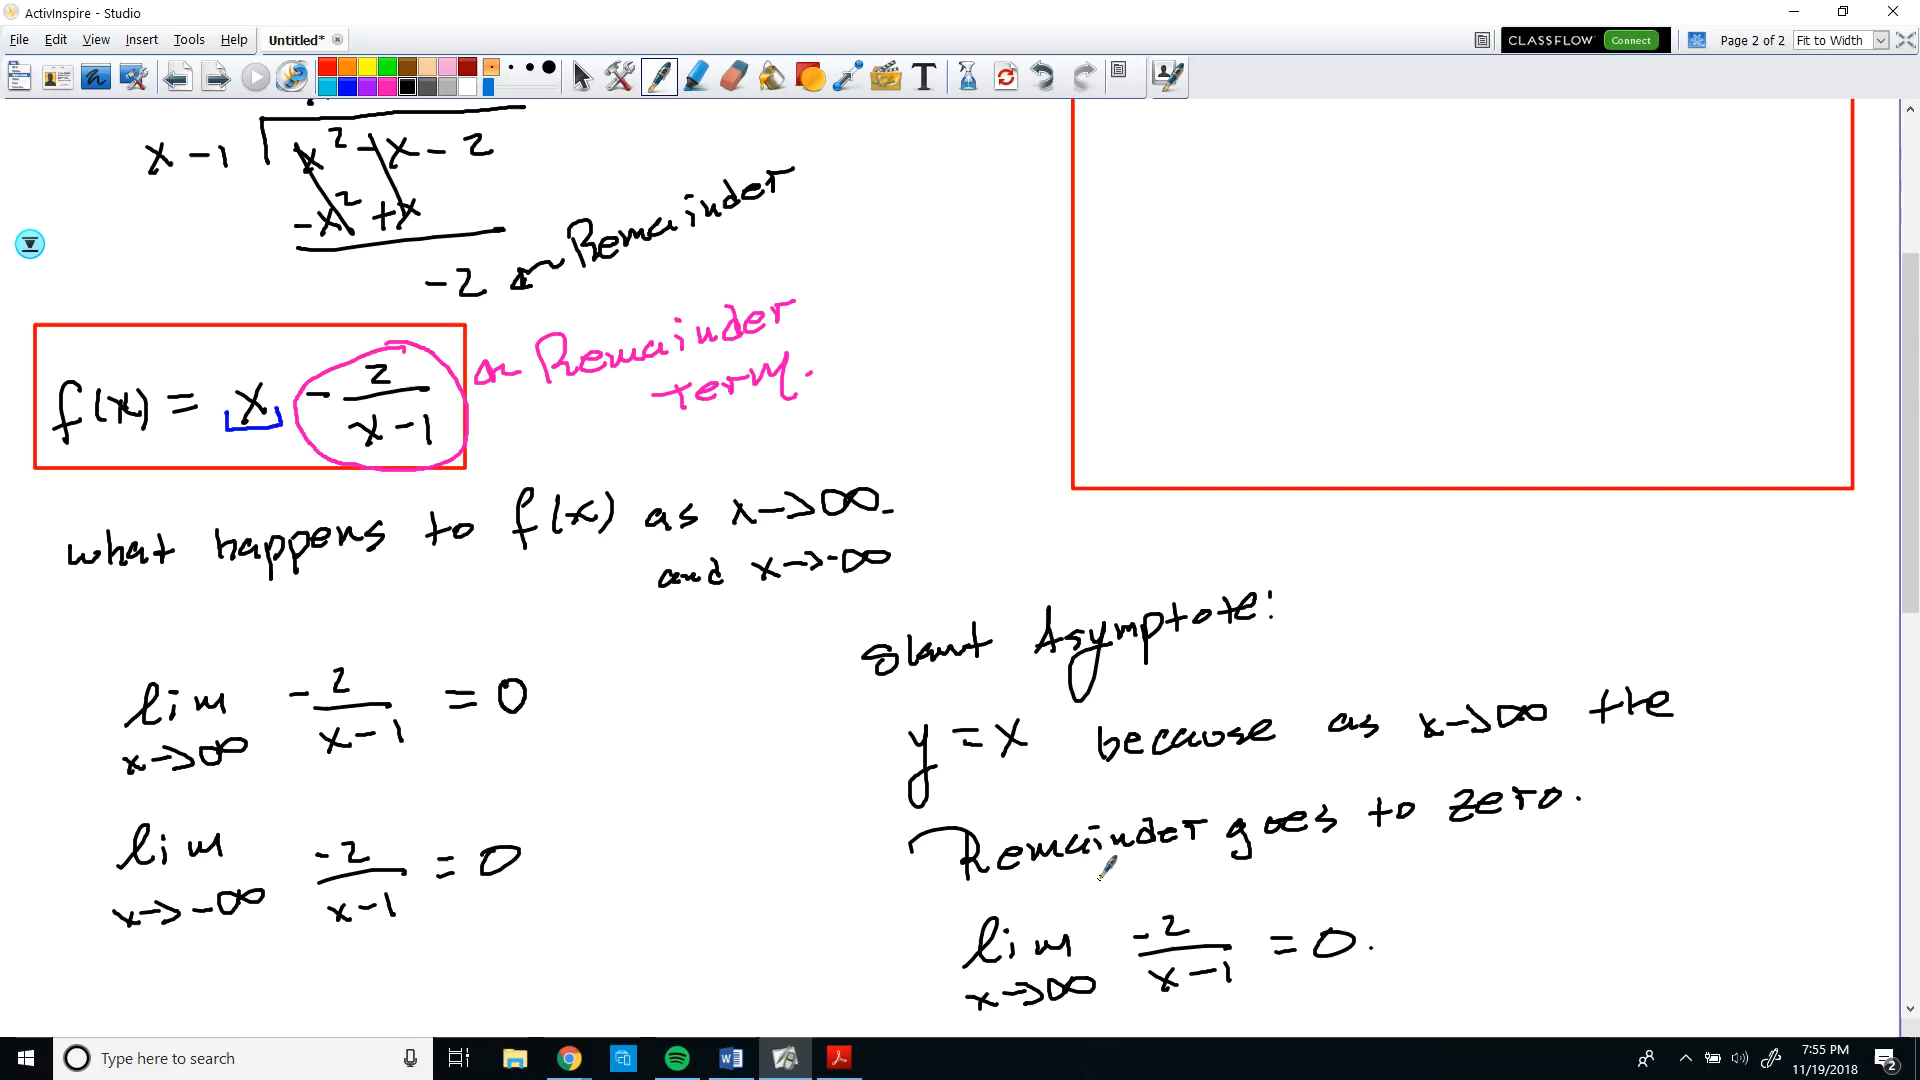 ActivInspire - Studio
File Edit View Insert Tools Help Untitled*
CLASSFLOW Connect Page 2 of 2 Fit to Width
x - 1 x² - x - 2
-x² + x
-2 Remainder
f(x) = x - 2/(x-1) Remainder
term.
what happens to f(x) as x→∞.
and x→-∞
lim x→∞ -2/(x-1) = 0
lim x→-∞ -2/(x-1) = 0
Slant Asymptote:
y = x because as x→∞ the
Remainder goes to zero.
lim x→∞ -2/(x-1) = 0.
Type here to search
7:55 PM
11/19/2018
2